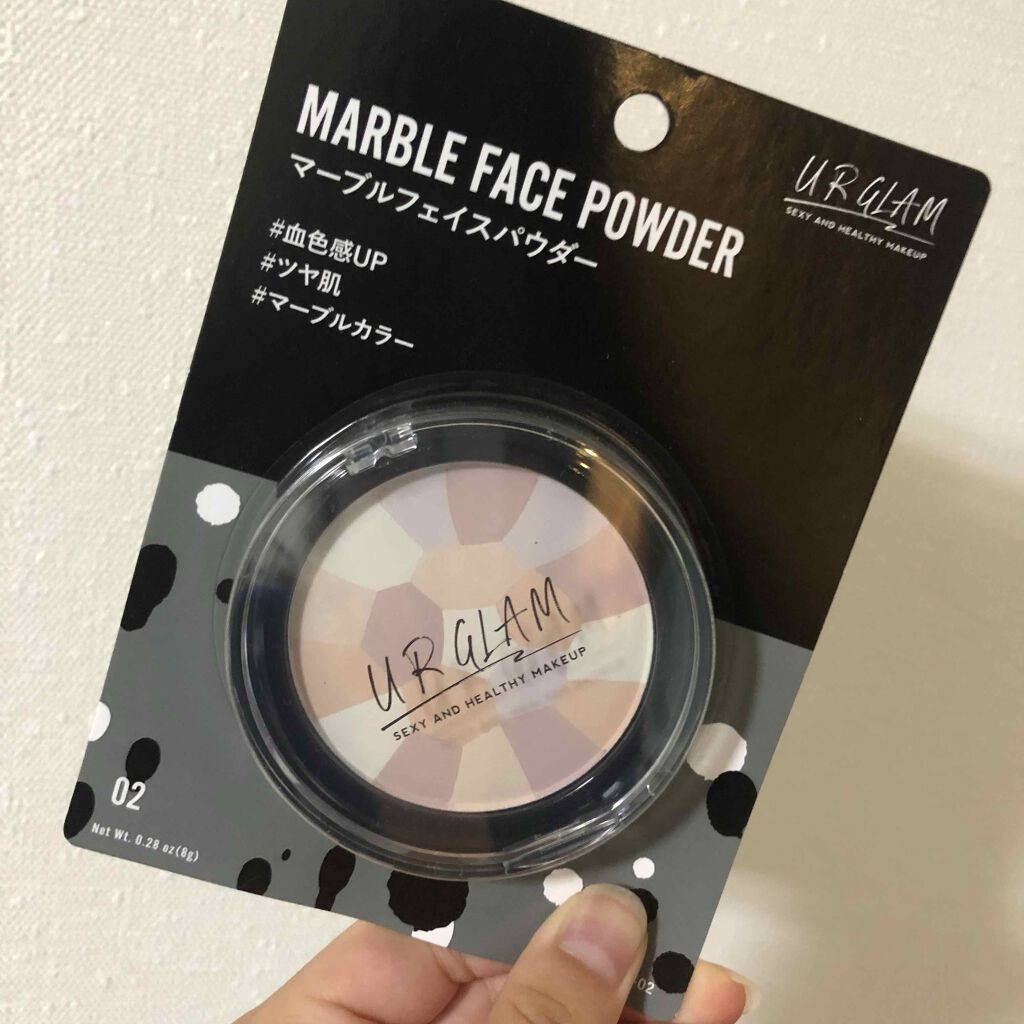 MARBLE FACE POWDER
マーブルフェイスパウダー
#血色感UP
#ツヤ肌
#マーブルカラー
UR GLAM
SEXY AND HEALTHY MAKEUP
UR GLAM
SEXY AND HEALTHY MAKEUP
02
Net Wt. 0.28 oz(8g)
02